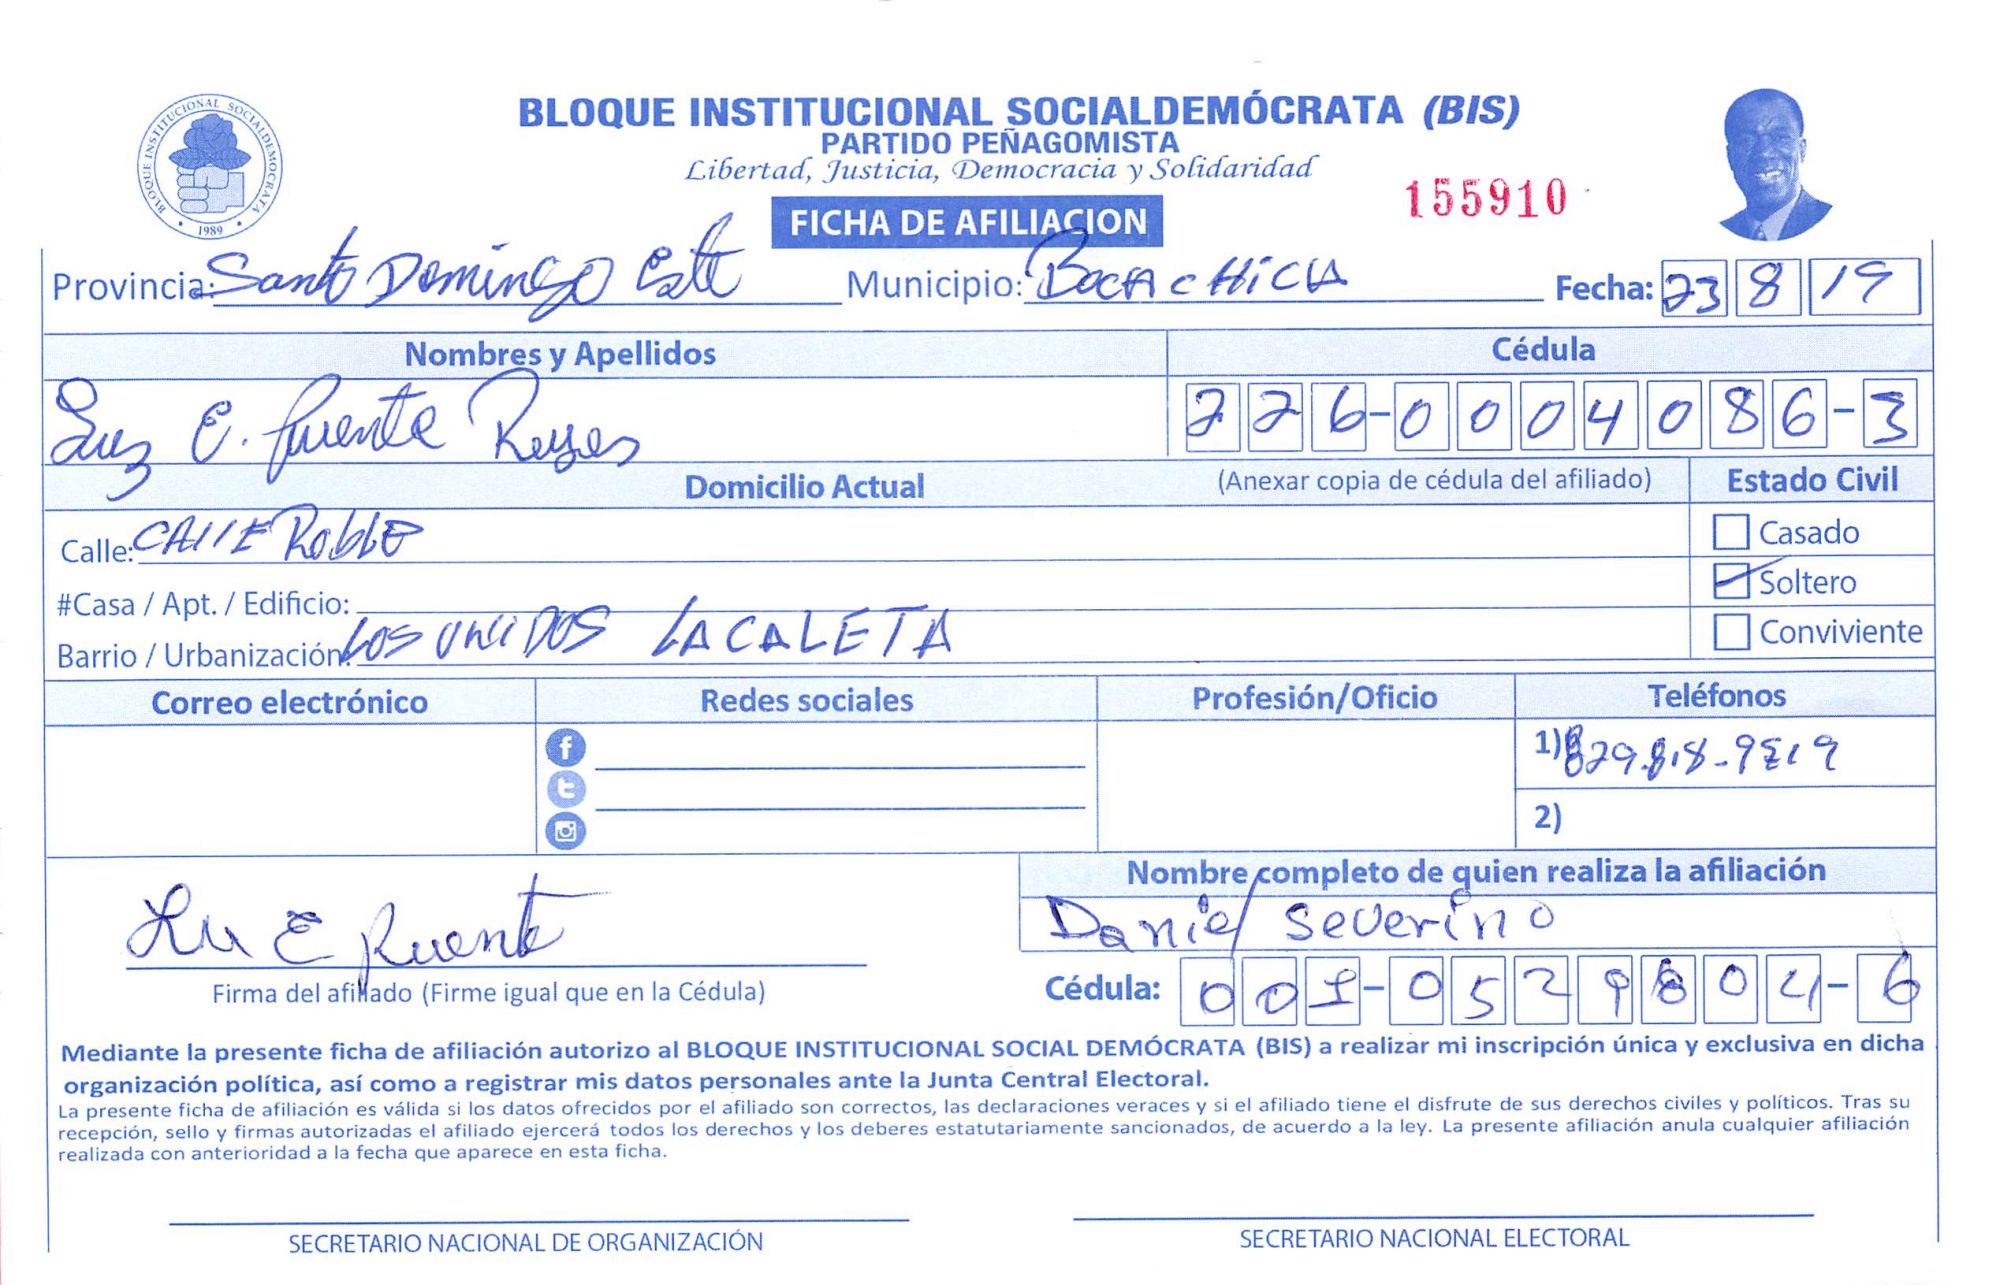 BLOQUE INSTITUCIONAL SOCIALDEMÓCRATA (BIS)
PARTIDO PEÑAGOMISTA
Libertad, Justicia, Democracia y Solidaridad
BLOQUE INSTITUCIONAL SOCIALDEMOCRATA
1989
155910
FICHA DE AFILIACION
Provincia: Santo Domingo Este Municipio: BocA cHicA Fecha: 23 8 19
Nombres y Apellidos Cédula
Luz E. fuente Reyes 226-0004086-3
Domicilio Actual (Anexar copia de cédula del afiliado) Estado Civil
Calle: CAllE RoblE Casado
#Casa / Apt. / Edificio: Soltero
Barrio / Urbanización: LOS UNIDOS LA CALETA Conviviente
Correo electrónico Redes sociales Profesión/Oficio Teléfonos
1) 829.818-9219
2)
Nombre completo de quien realiza la afiliación
Daniel Severino
Lu E fuente
Firma del afiliado (Firme igual que en la Cédula) Cédula: 001-0529804-6
Mediante la presente ficha de afiliación autorizo al BLOQUE INSTITUCIONAL SOCIAL DEMÓCRATA (BIS) a realizar mi inscripción única y exclusiva en dicha
organización política, así como a registrar mis datos personales ante la Junta Central Electoral.
La presente ficha de afiliación es válida si los datos ofrecidos por el afiliado son correctos, las declaraciones veraces y si el afiliado tiene el disfrute de sus derechos civiles y políticos. Tras su
recepción, sello y firmas autorizadas el afiliado ejercerá todos los derechos y los deberes estatutariamente sancionados, de acuerdo a la ley. La presente afiliación anula cualquier afiliación
realizada con anterioridad a la fecha que aparece en esta ficha.
SECRETARIO NACIONAL DE ORGANIZACIÓN SECRETARIO NACIONAL ELECTORAL